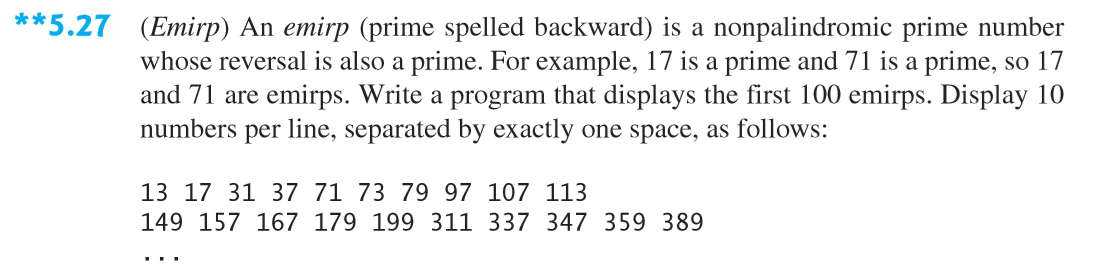 **5.27 (Emirp) An emirp (prime spelled backward) is a nonpalindromic prime number
whose reversal is also a prime. For example, 17 is a prime and 71 is a prime, so 17
and 71 are emirps. Write a program that displays the first 100 emirps. Display 10
numbers per line, separated by exactly one space, as follows:
13 17 31 37 71 73 79 97 107 113
149 157 167 179 199 311 337 347 359 389
...